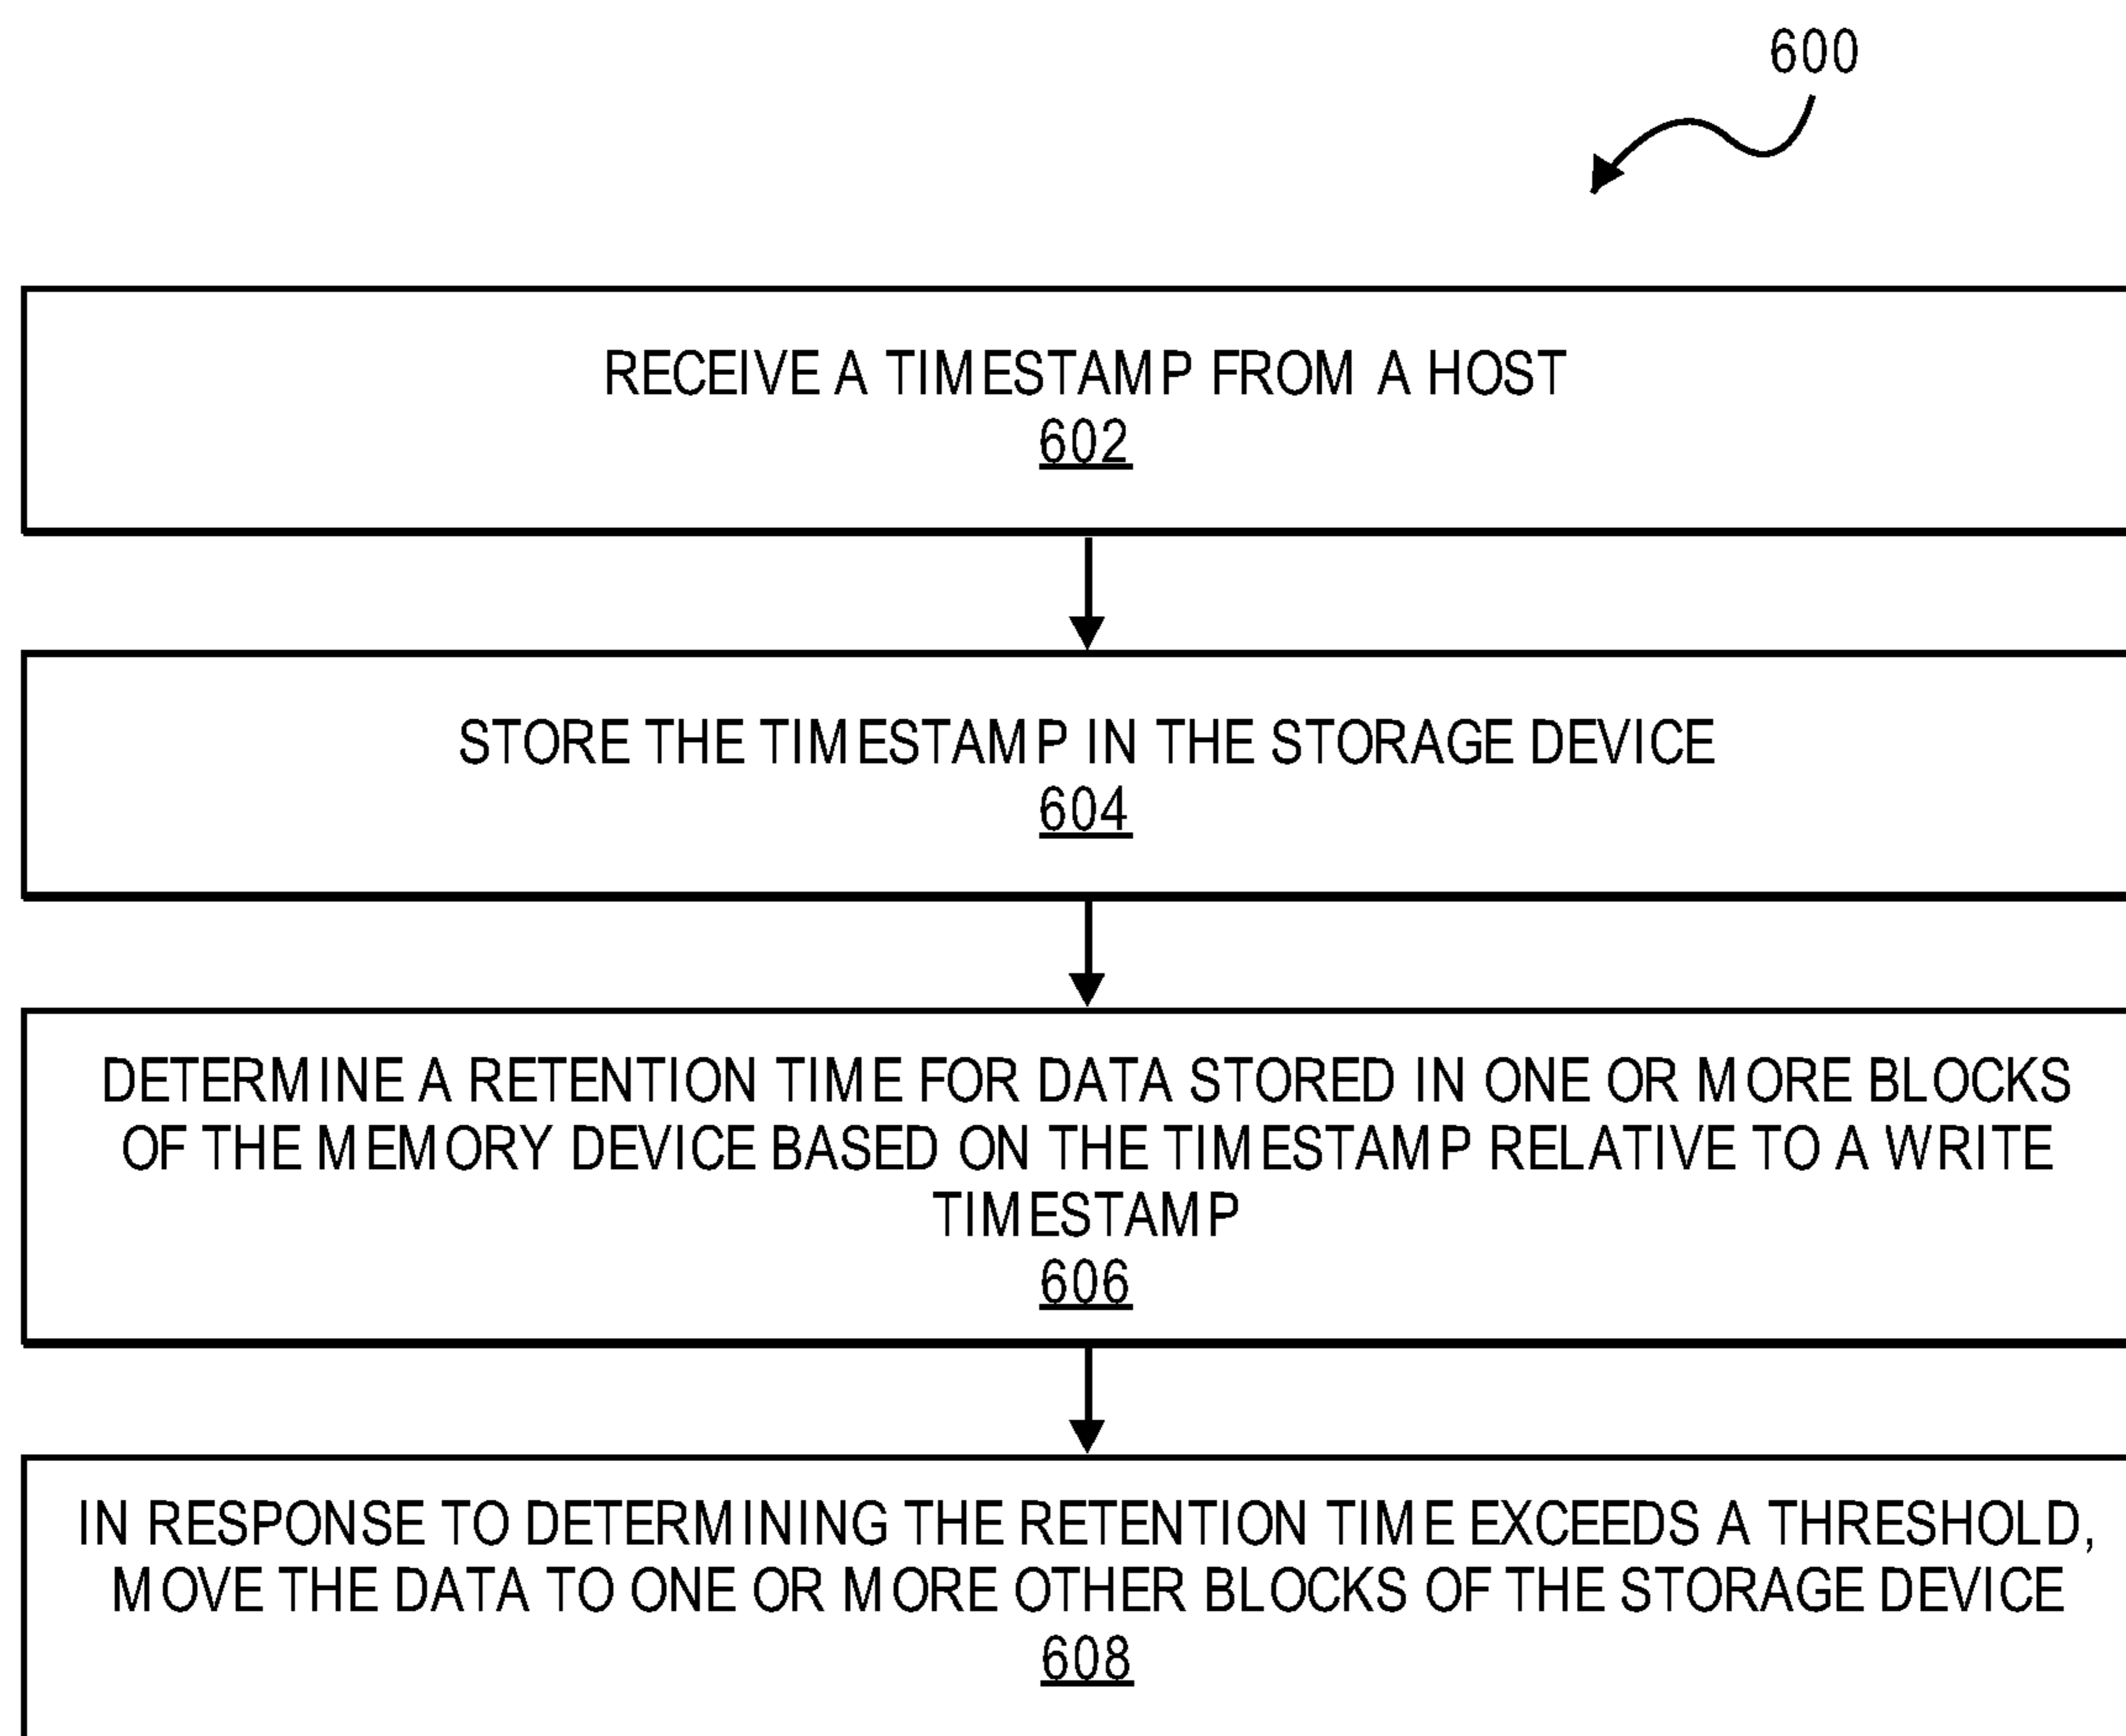 600
RECEIVE A TIMESTAMP FROM A HOST
602
STORE THE TIMESTAMP IN THE STORAGE DEVICE
604
DETERMINE A RETENTION TIME FOR DATA STORED IN ONE OR MORE BLOCKS
OF THE MEMORY DEVICE BASED ON THE TIMESTAMP RELATIVE TO A WRITE
TIMESTAMP
606
IN RESPONSE TO DETERMINING THE RETENTION TIME EXCEEDS A THRESHOLD,
MOVE THE DATA TO ONE OR MORE OTHER BLOCKS OF THE STORAGE DEVICE
608